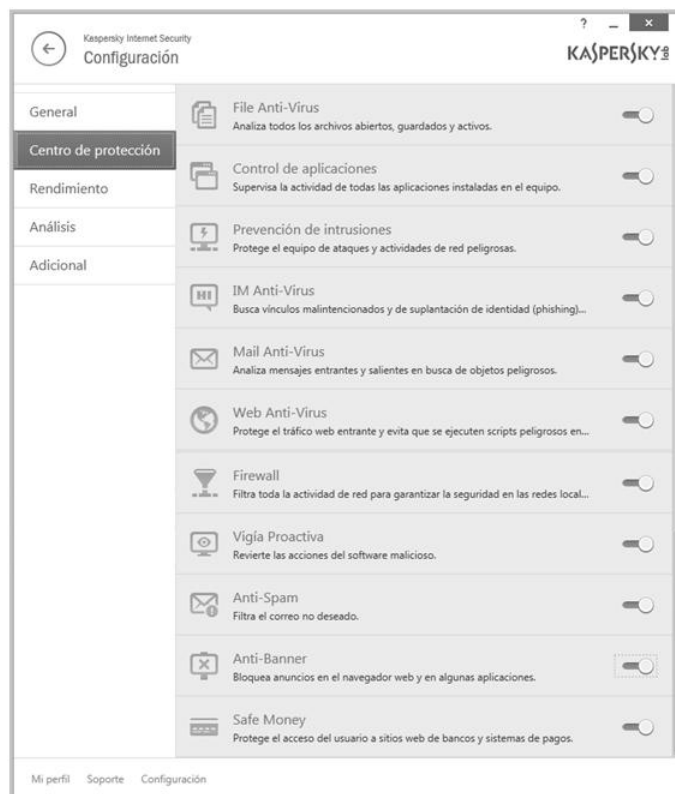 ?
Kaspersky Internet Security
Configuración
KASPERSKY lab
General
Centro de protección
Rendimiento
Análisis
Adicional
File Anti-Virus
Analiza todos los archivos abiertos, guardados y activos.
Control de aplicaciones
Supervisa la actividad de todas las aplicaciones instaladas en el equipo.
Prevención de intrusiones
Protege el equipo de ataques y actividades de red peligrosas.
HI
IM Anti-Virus
Busca vínculos malintencionados y de suplantación de identidad (phishing)...
Mail Anti-Virus
Analiza mensajes entrantes y salientes en busca de objetos peligrosos.
Web Anti-Virus
Protege el tráfico web entrante y evita que se ejecuten scripts peligrosos en...
Firewall
Filtra toda la actividad de red para garantizar la seguridad en las redes local...
Vigía Proactiva
Revierte las acciones del software malicioso.
Anti-Spam
Filtra el correo no deseado.
Anti-Banner
Bloquea anuncios en el navegador web y en algunas aplicaciones.
Safe Money
Protege el acceso del usuario a sitios web de bancos y sistemas de pagos.
Mi perfil Soporte Configuración